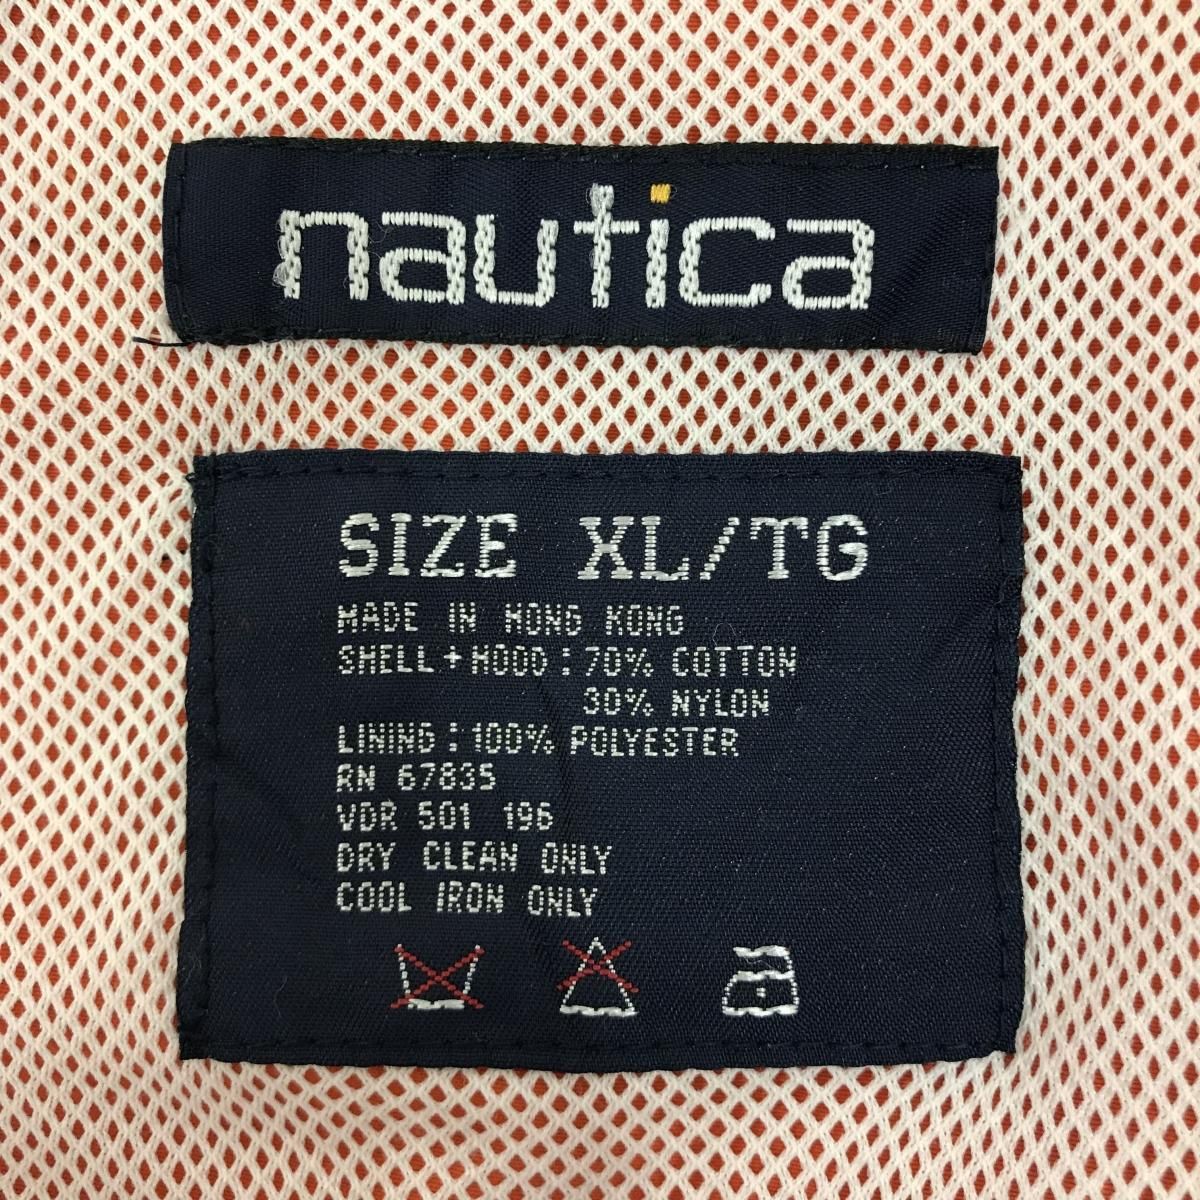 nautica
SIZE XL/TG
MADE IN HONG KONG
SHELL + HOOD : 70% COTTON
30% NYLON
LINING : 100% POLYESTER
RN 67835
VDR 501 196
DRY CLEAN ONLY
COOL IRON ONLY